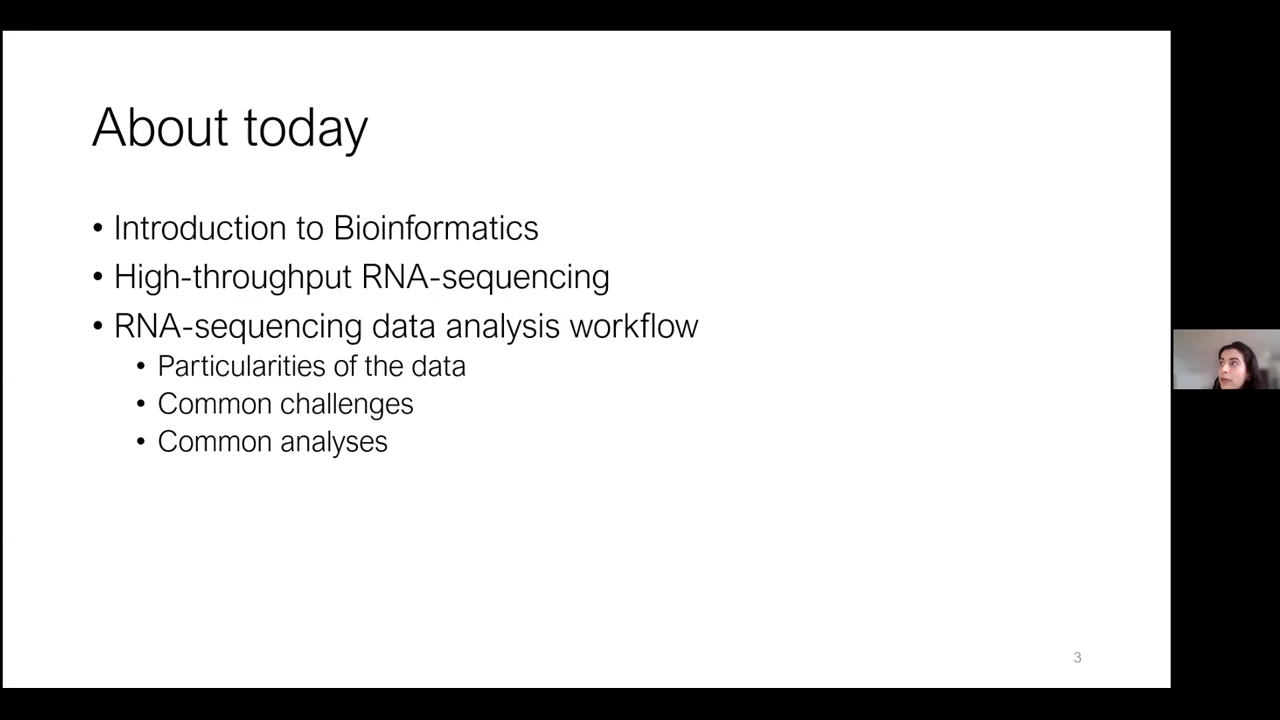 About today
• Introduction to Bioinformatics
• High-throughput RNA-sequencing
• RNA-sequencing data analysis workflow
• Particularities of the data
• Common challenges
• Common analyses
3